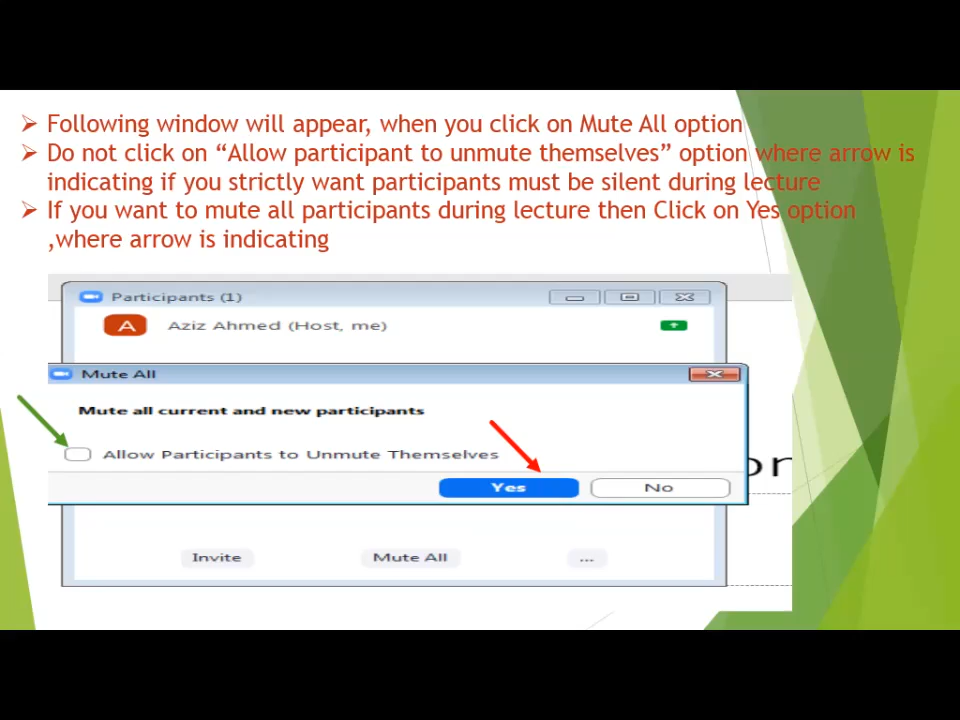 ➢ Following window will appear, when you click on Mute All option
➢ Do not click on “Allow participant to unmute themselves” option where arrow is
indicating if you strictly want participants must be silent during lecture
➢ If you want to mute all participants during lecture then Click on Yes option
,where arrow is indicating
Participants (1)
A Aziz Ahmed (Host, me)
Mute All
Mute all current and new participants
Allow Participants to Unmute Themselves
on
Yes No
Invite Mute All ...